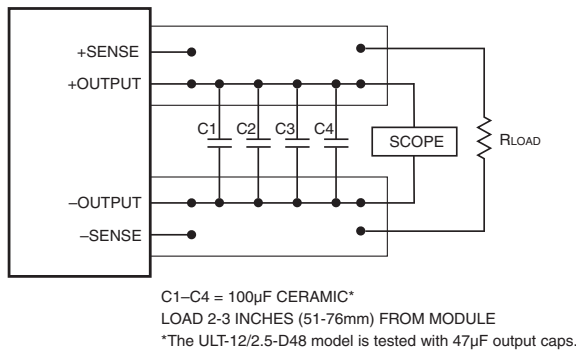 +SENSE
+OUTPUT
C1 C2 C3 C4
SCOPE
RLOAD
–OUTPUT
–SENSE
C1–C4 = 100µF CERAMIC*
LOAD 2-3 INCHES (51-76mm) FROM MODULE
*The ULT-12/2.5-D48 model is tested with 47µF output caps.